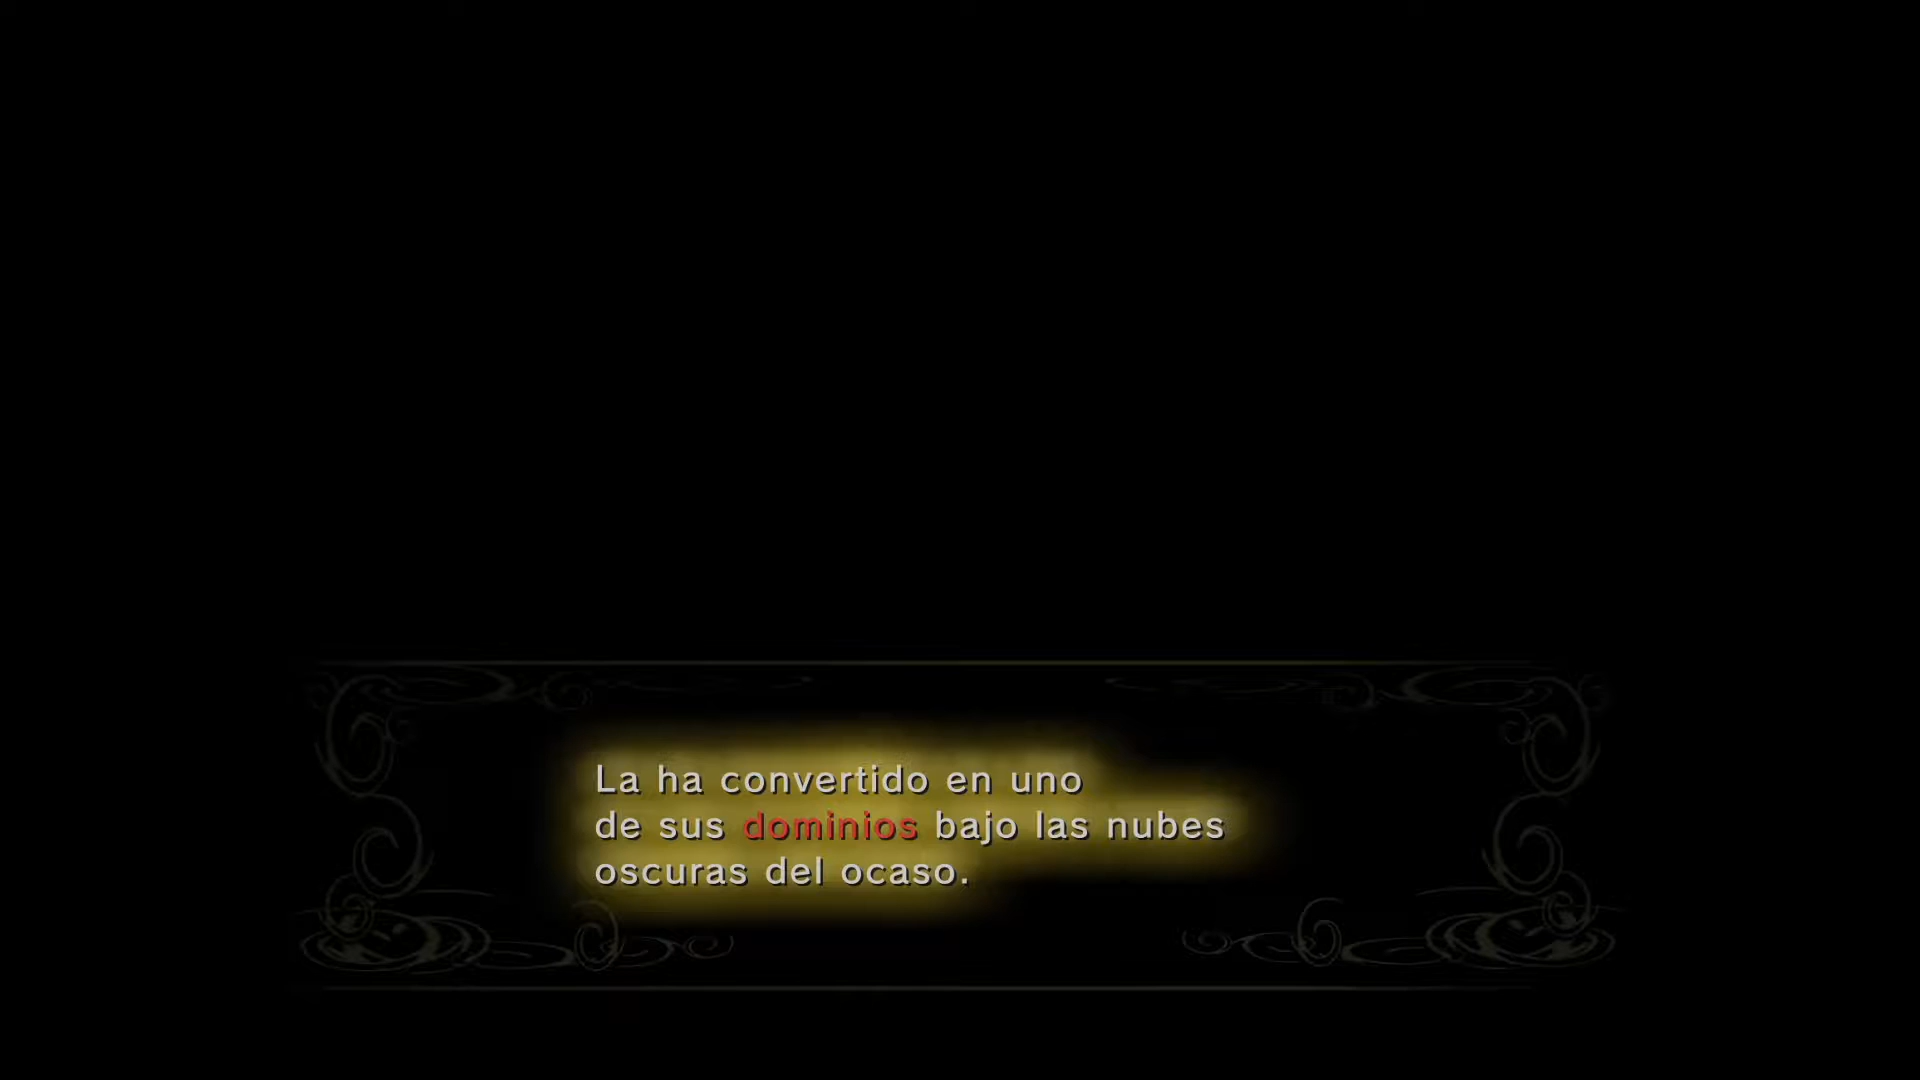 La ha convertido en uno
de sus dominios bajo las nubes
oscuras del ocaso.